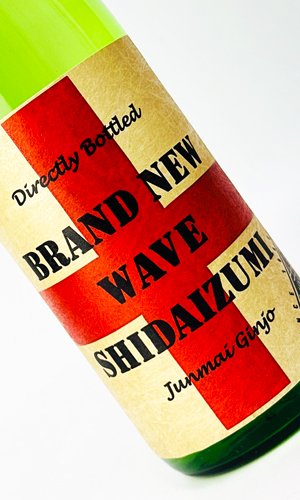 Directly Bottled
BRAND NEW
WAVE
SHIDAIZUMI
Junmai Ginjo